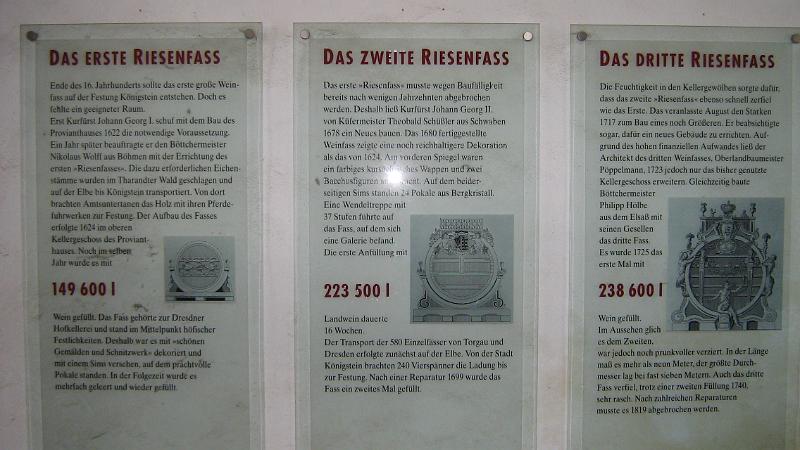 DAS ERSTE RIESENFASS
Ende des 16. Jahrhunderts sollte das erste große Wein-
fass auf der Festung Königstein entstehen. Doch es
fehlte ein geeigneter Raum.
Erst Kurfürst Johann Georg I. schuf mit dem Bau des
Provianthauses 1622 die notwendige Voraussetzung.
Ein Jahr später beauftragte er den Böttchermeister
Nikolaus Wolff aus Böhmen mit der Errichtung des
ersten »Riesenfasses«. Die dazu erforderlichen Eichen-
stämme wurden im Tharandter Wald geschlagen und
auf der Elbe bis Königstein transportiert. Von dort
brachten Amtsuntertanen das Holz mit ihren Pferde-
fuhrwerken zur Festung. Der Aufbau des Fasses
erfolgte 1624 im oberen
Kellergeschoss des Proviant-
hauses. Noch im selben
Jahr wurde es mit
149 600 l
Wein gefüllt. Das Fass gehörte zur Dresdner
Hofkellerei und stand im Mittelpunkt höfischer
Festlichkeiten. Deshalb war es mit »schönen
Gemälden und Schnitzwerk« dekoriert und
mit einem Sims versehen, auf dem prachtvolle
Pokale standen. In der Folgezeit wurde es
mehrfach geleert und wieder gefüllt.
DAS ZWEITE RIESENFASS
Das erste »Riesenfass« musste wegen Baufälligkeit
bereits nach wenigen Jahrzehnten abgebrochen
werden. Deshalb ließ Kurfürst Johann Georg II.
von Küfermeister Theobald Schüßler aus Schwaben
1678 ein Neues bauen. Das 1680 fertiggestellte
Weinfass zeigte eine noch reichhaltigere Dekoration
als das von 1624. Am vorderen Spiegel waren
ein farbiges Wappen und zwei
Bacchusfiguren Auf dem beider-
seitigen Sims standen 24 Pokale aus Bergkristall.
Eine Wendeltreppe mit
37 Stufen führte auf
das Fass, auf dem sich
eine Galerie befand.
Die erste Anfüllung mit
223 500 l
Landwein dauerte
16 Wochen.
Der Transport der 580 Einzelfässer von Torgau und
Dresden erfolgte zunächst auf der Elbe. Von der Stadt
Königstein brachten 240 Vierspänner die Ladung bis
zur Festung. Nach einer Reparatur 1699 wurde das
Fass ein zweites Mal gefüllt.
DAS DRITTE RIESENFASS
Die Feuchtigkeit in den Kellergewölben sorgte dafür,
dass das zweite »Riesenfass« ebenso schnell zerfiel
wie das Erste. Das veranlasste August den Starken
1717 zum Bau eines noch Größeren. Er beabsichtigte
sogar, dafür ein neues Gebäude zu errichten. Auf-
grund des hohen finanziellen Aufwandes ließ der
Architekt des dritten Weinfasses, Oberlandbaumeister
Pöppelmann, 1723 jedoch nur das bisher genutzte
Kellergeschoss erweitern. Gleichzeitig baute
Böttchermeister
Philipp Hölbe
aus dem Elsaß mit
seinen Gesellen
das dritte Fass.
Es wurde 1725 das
erste Mal mit
238 600 l
Wein gefüllt.
Im Aussehen glich
es dem Zweiten,
war jedoch noch prunkvoller verziert. In der Länge
maß es mehr als neun Meter, der größte Durch-
messer lag bei fast sieben Metern. Auch das dritte
Fass verfiel, trotz einer zweiten Füllung 1740,
sehr rasch. Nach zahlreichen Reparaturen
musste es 1819 abgebrochen werden.